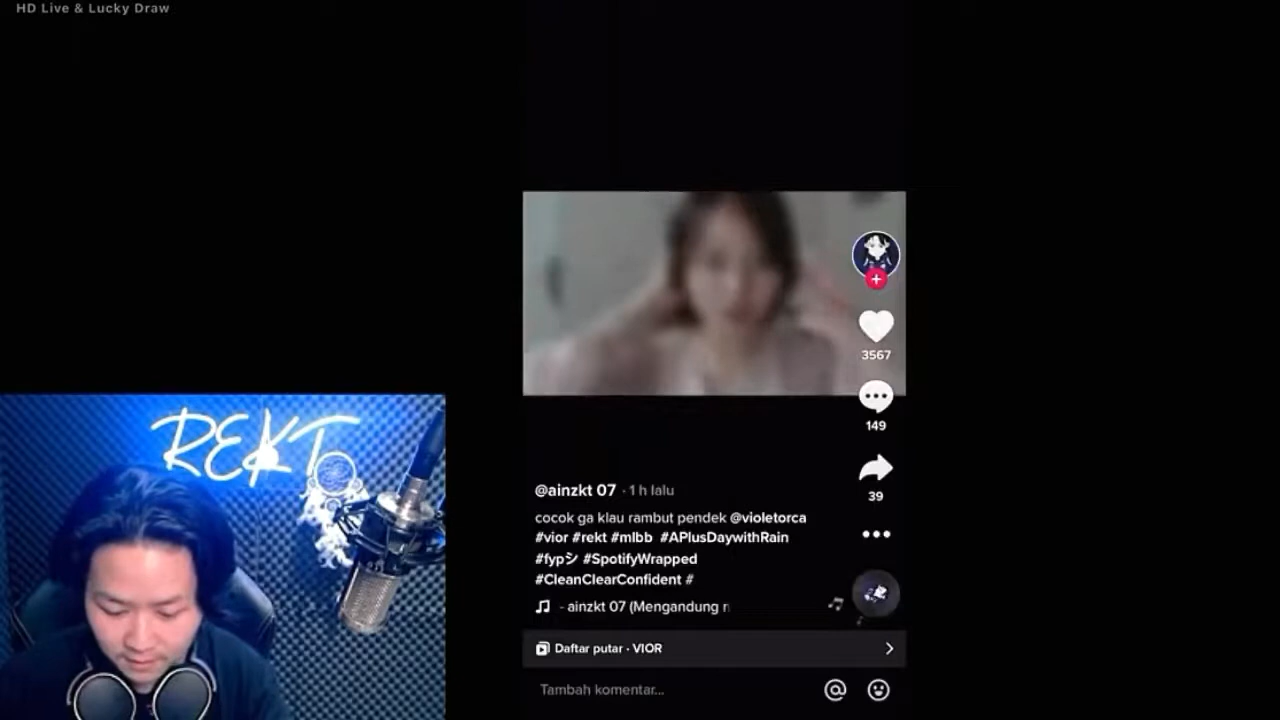 HD Live & Lucky Draw
REKT
3567
149
39
@ainzkt 07 · 1 h lalu
cocok ga klau rambut pendek @violetorca
#vior #rekt #mlbb #APlusDaywithRain
#fypシ #SpotifyWrapped
#CleanClearConfident #
- ainzkt 07 (Mengandung
Daftar putar · VIOR
Tambah komentar...